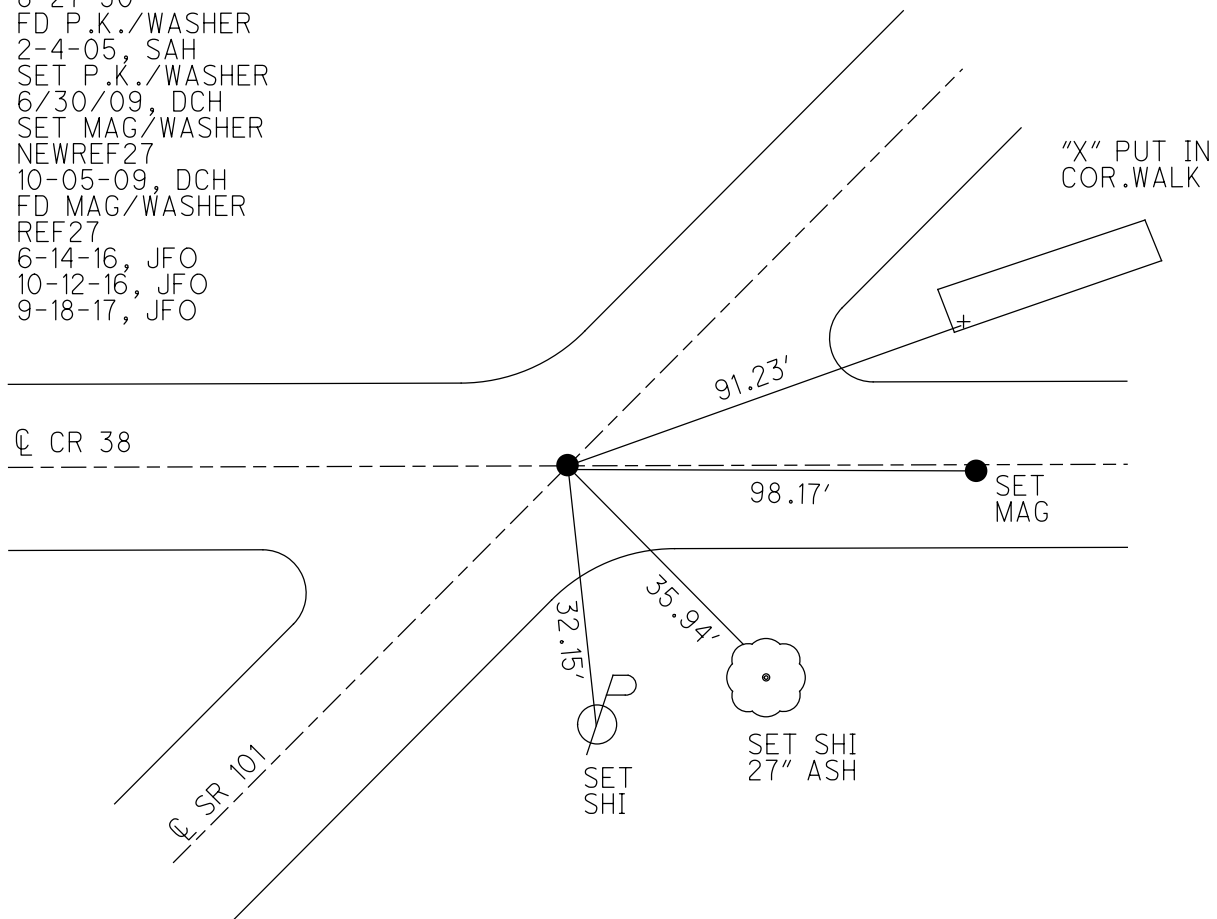 FD P.K./WASHER
2-4-05, SAH
SET P.K./WASHER
6/30/09, DCH
SET MAG/WASHER
NEWREF27
10-05-09, DCH
FD MAG/WASHER
REF27
6-14-16, JFO
10-12-16, JFO
9-18-17, JFO
"X" PUT IN
COR.WALK
91.23'
℄ CR 38
98.17'
SET
MAG
35.94'
32.15'
SET SHI
27" ASH
SET
SHI
℄ SR 101